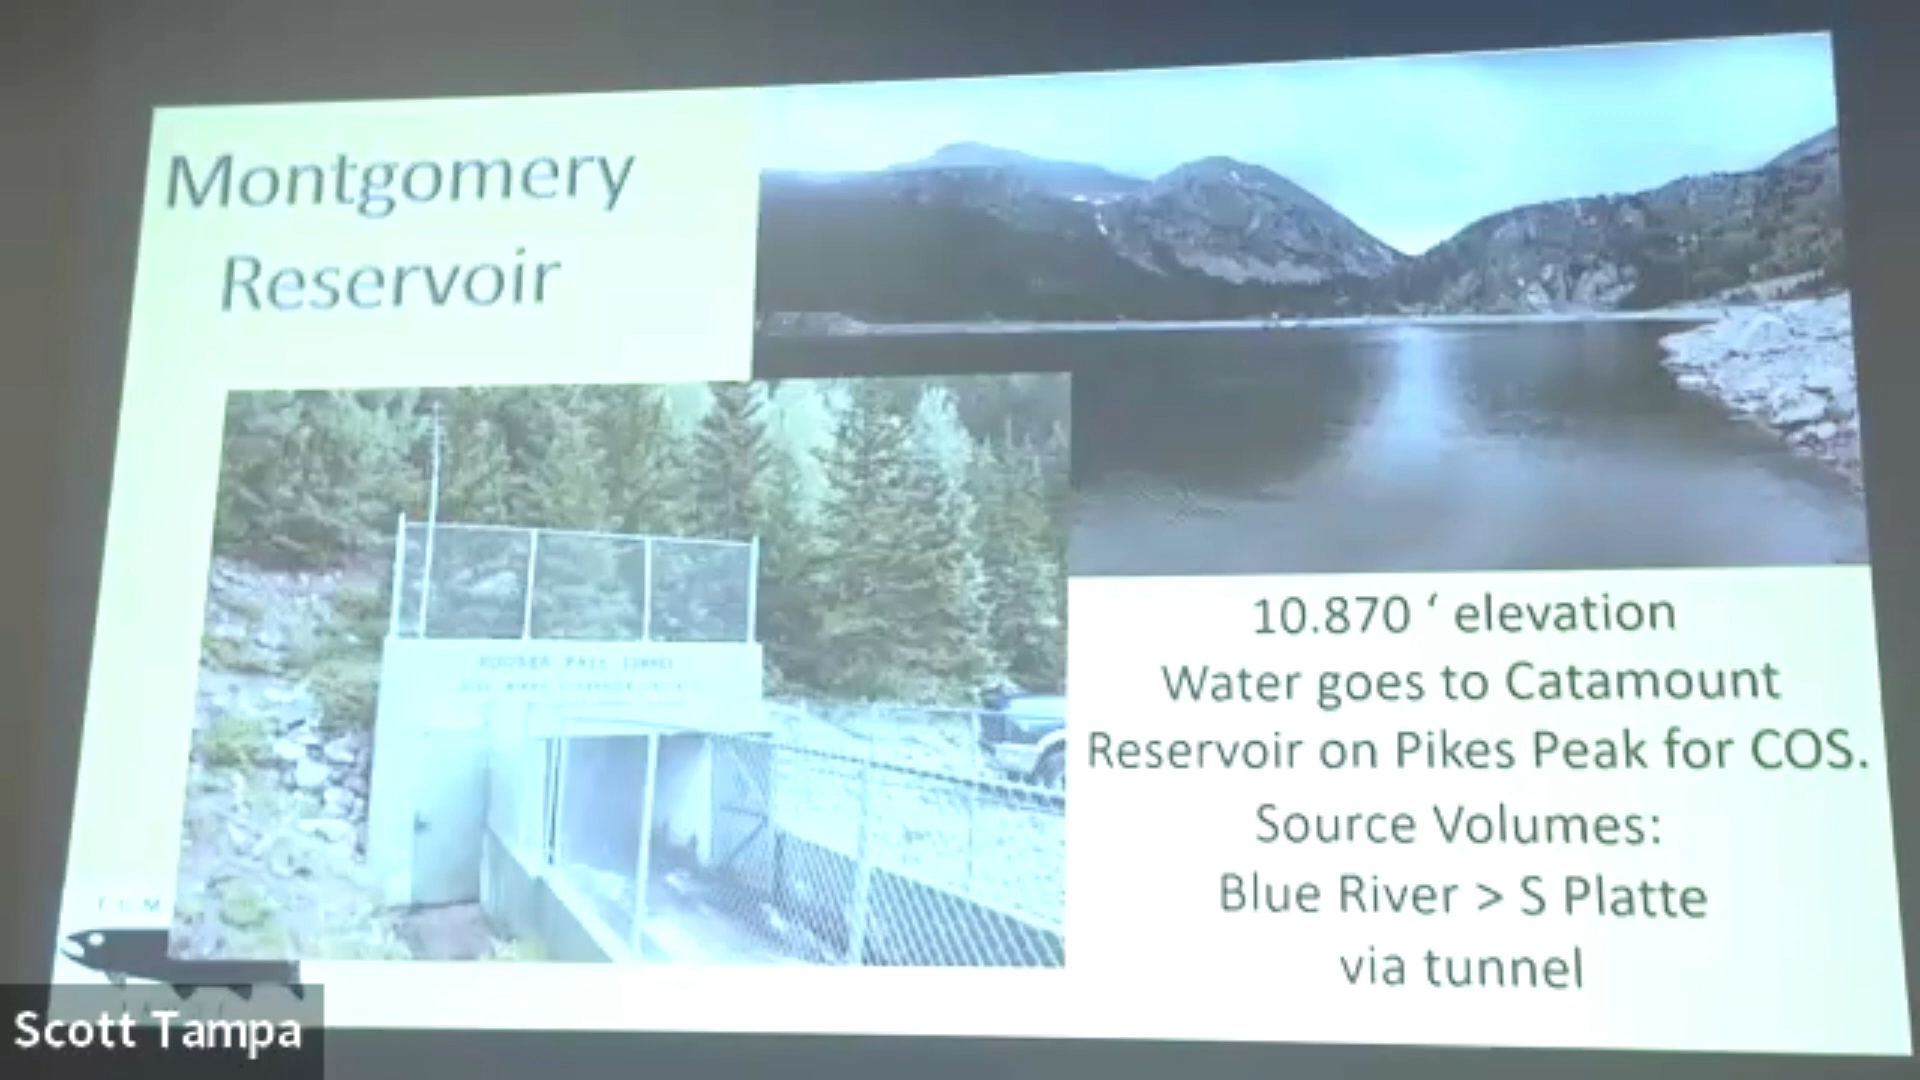 Montgomery
Reservoir
10.870 ‘ elevation
Water goes to Catamount
Reservoir on Pikes Peak for COS.
Source Volumes:
Blue River > S Platte
via tunnel
Scott Tampa